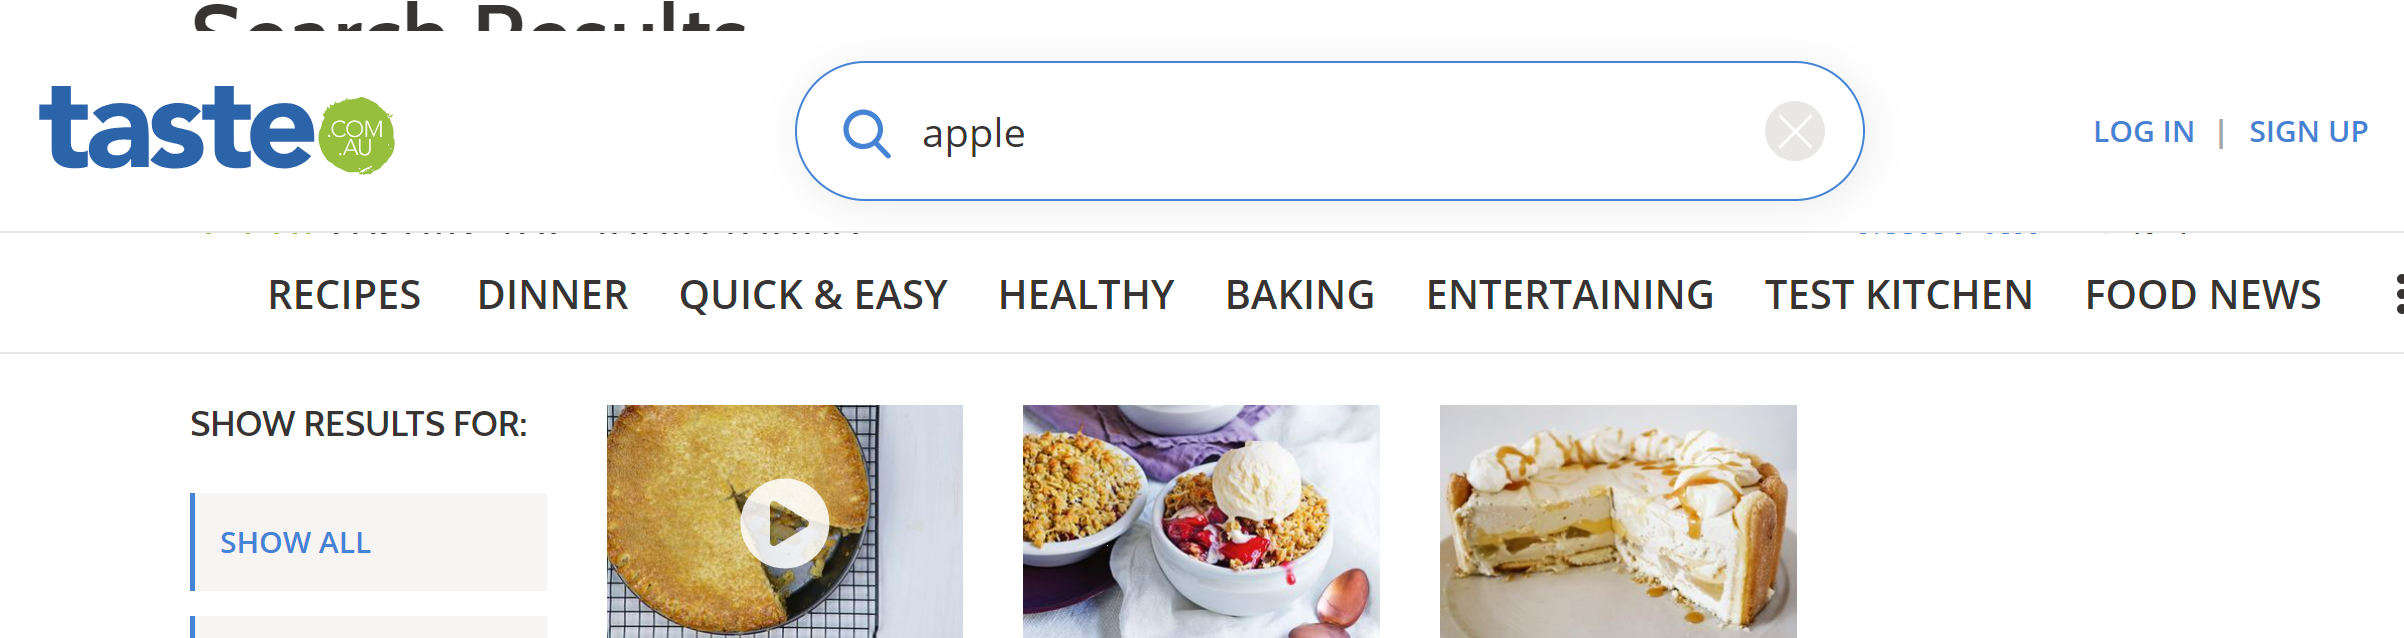 Search Results
taste.COM.AU
apple
LOG IN | SIGN UP
RECIPES DINNER QUICK & EASY HEALTHY BAKING ENTERTAINING TEST KITCHEN FOOD NEWS
SHOW RESULTS FOR:
SHOW ALL